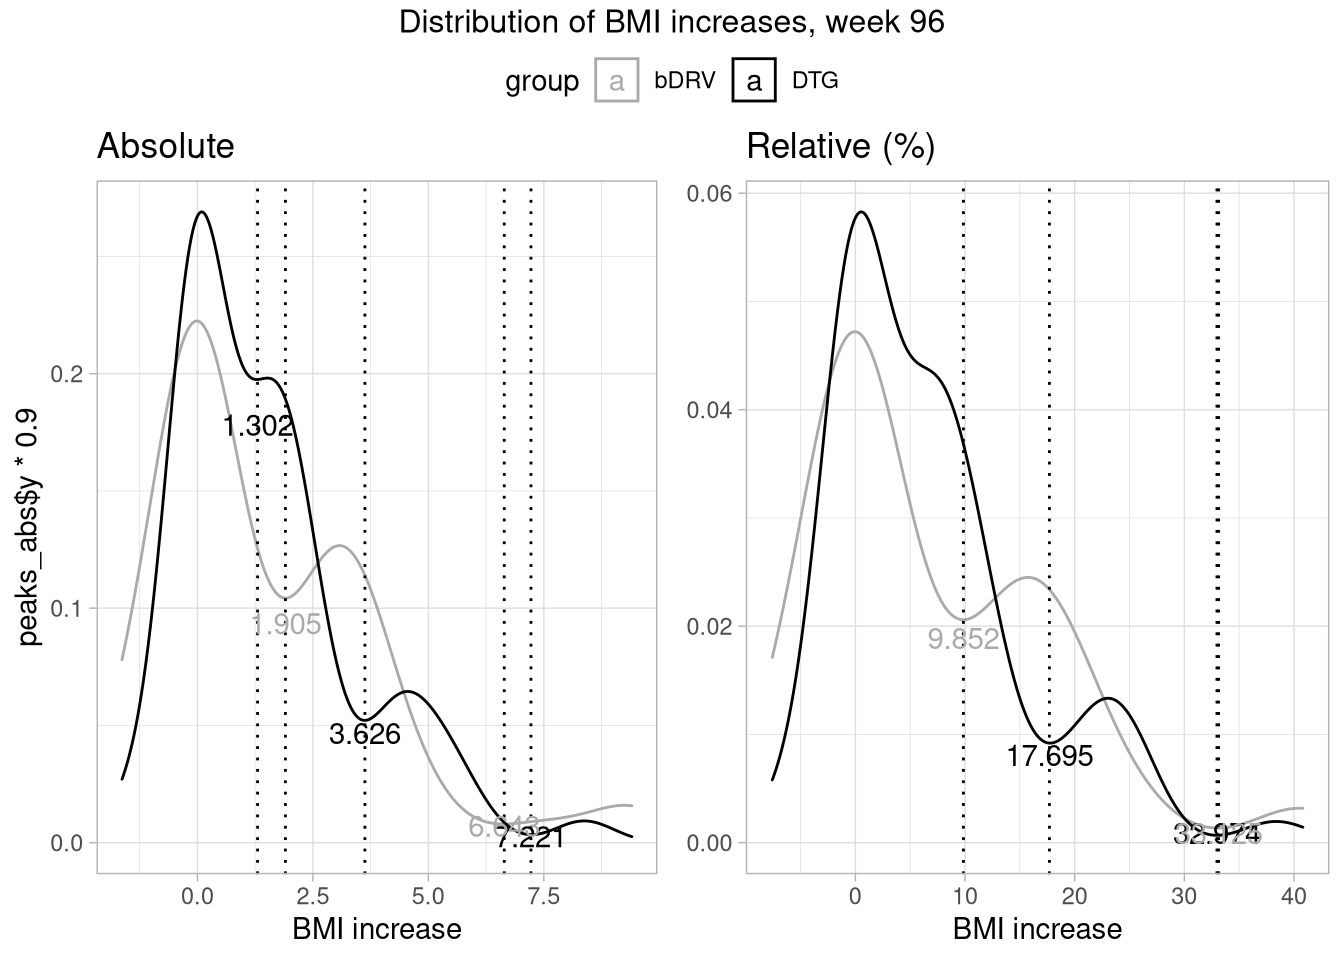 Distribution of BMI increases, week 96
group a bDRV a DTG
Absolute
Relative (%)
peaks_abs$y * 0.9
0.2
0.1
0.0
1.302
1.905
3.626
7.221
0.0 2.5 5.0 7.5
BMI increase
0.06
0.04
0.02
0.00
9.852
17.695
0 10 20 30 40
BMI increase